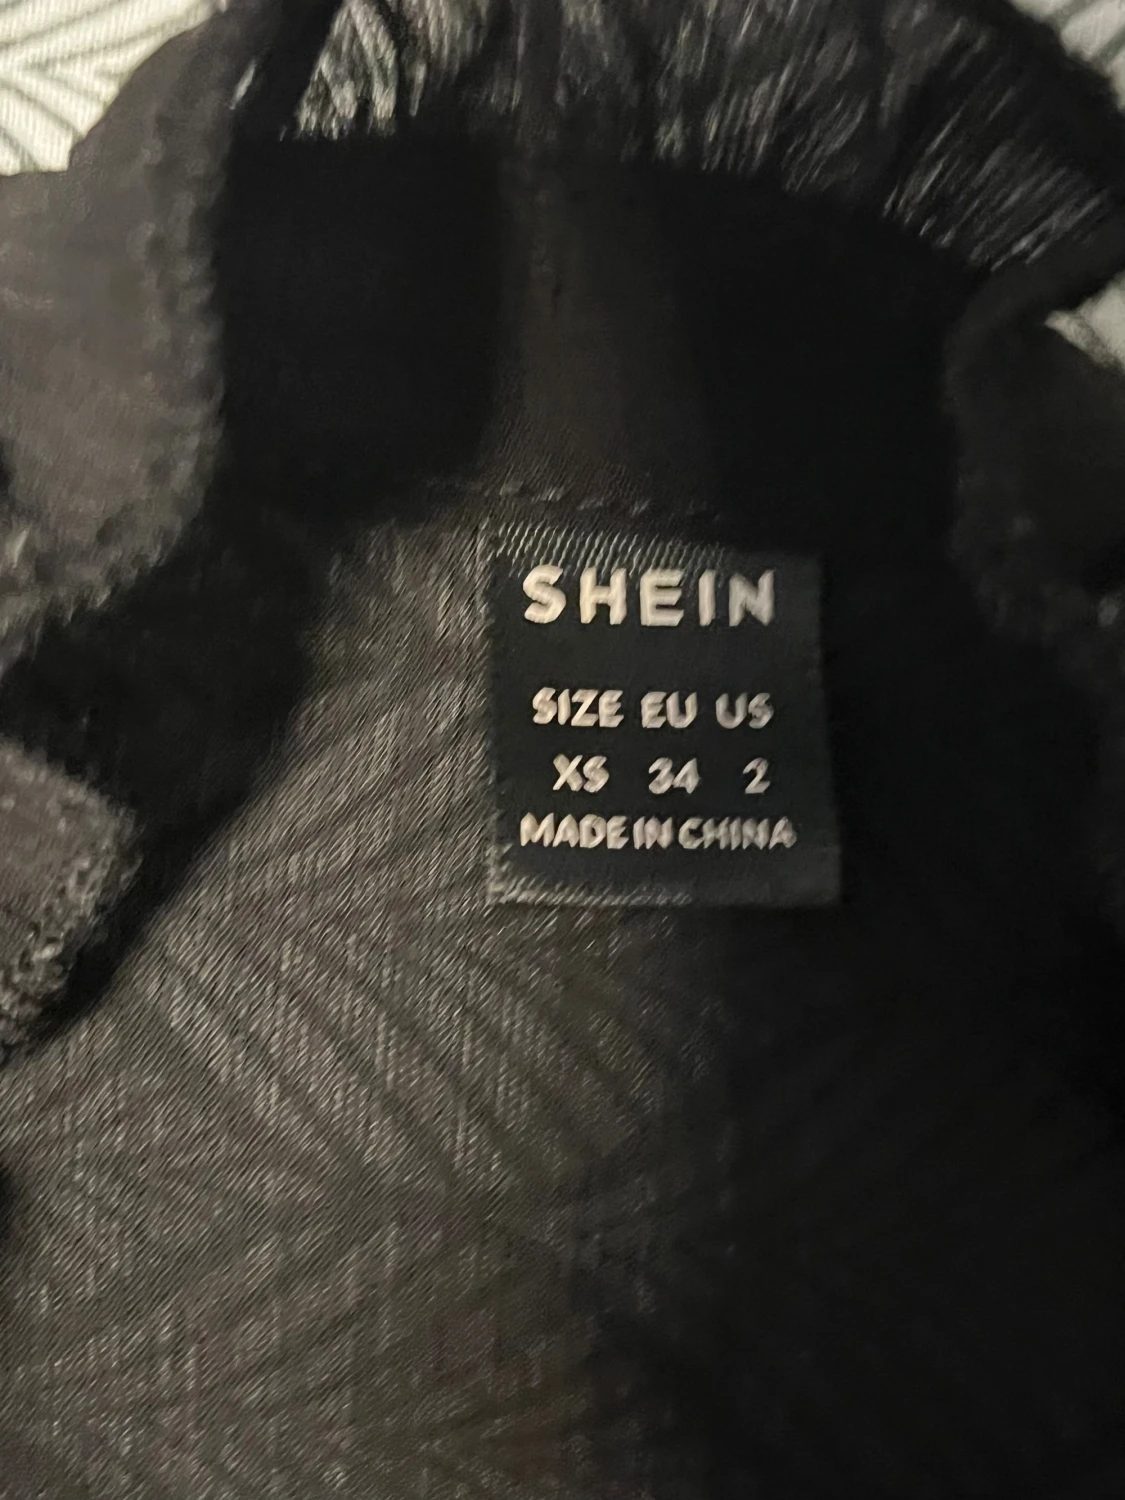 SHEIN
SIZE EU US
XS 34 2
MADE IN CHINA